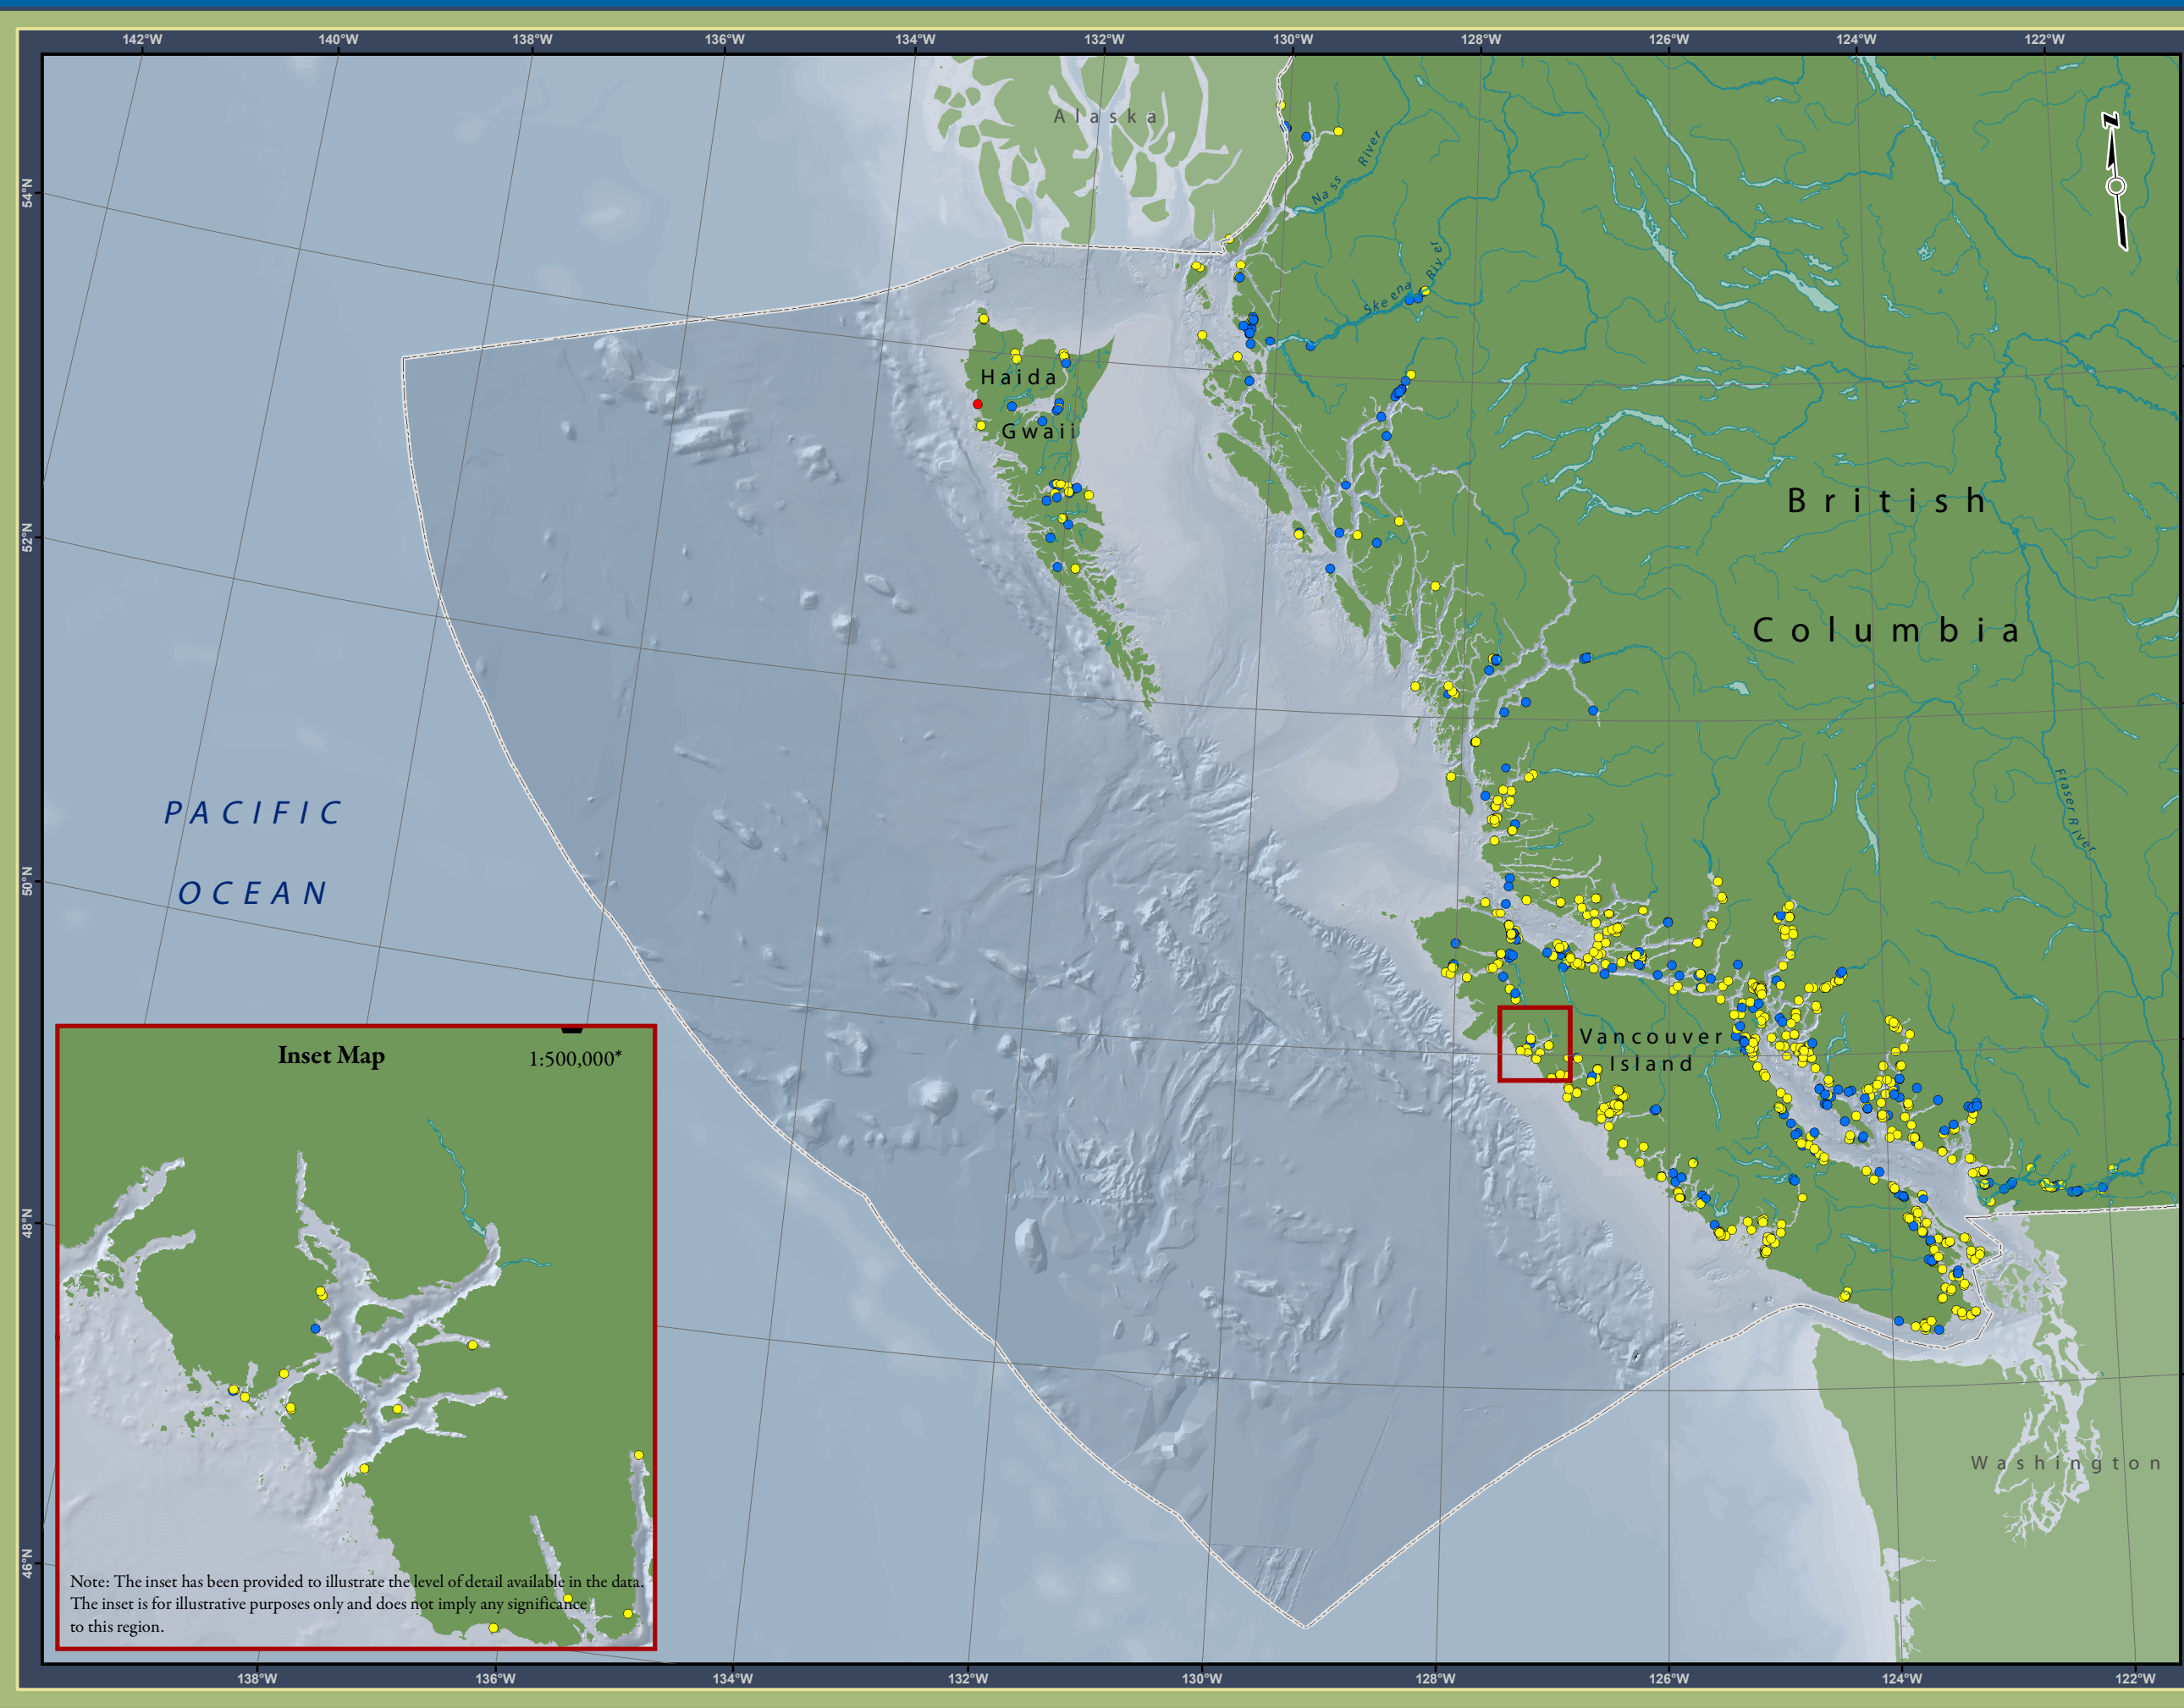 142°W 140°W 138°W 136°W 134°W 132°W 130°W 128°W 126°W 124°W 122°W
Alaska
N
Nass River
54°N
Skeena River
Haida
Gwaii
British
52°N
Columbia
PACIFIC
Fraser River
OCEAN
50°N
Vancouver
Island
Inset Map 1:500,000*
48°N
Washington
46°N
Note: The inset has been provided to illustrate the level of detail available in the data.
The inset is for illustrative purposes only and does not imply any significance
to this region.
138°W 136°W 134°W 132°W 130°W 128°W 126°W 124°W 122°W